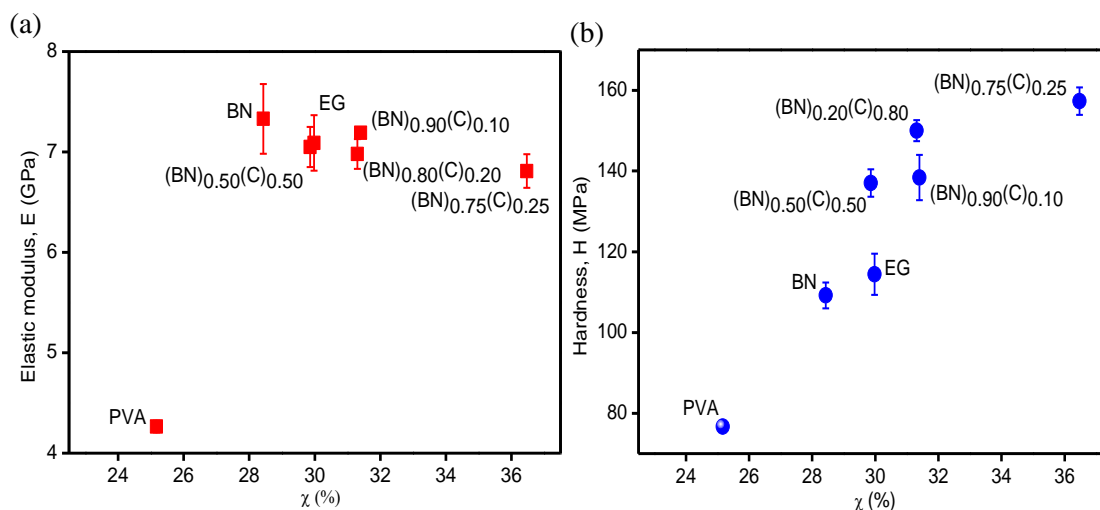 (a)
8
7
6
5
4
Elastic modulus, E (GPa)
BN
EG
(BN)0.90(C)0.10
(BN)0.50(C)0.50
(BN)0.80(C)0.20
(BN)0.75(C)0.25
PVA
24 26 28 30 32 34 36
χ (%)
(b)
160
140
120
100
80
Hardness, H (MPa)
(BN)0.75(C)0.25
(BN)0.20(C)0.80
(BN)0.50(C)0.50
(BN)0.90(C)0.10
BN
EG
PVA
24 26 28 30 32 34 36
χ (%)